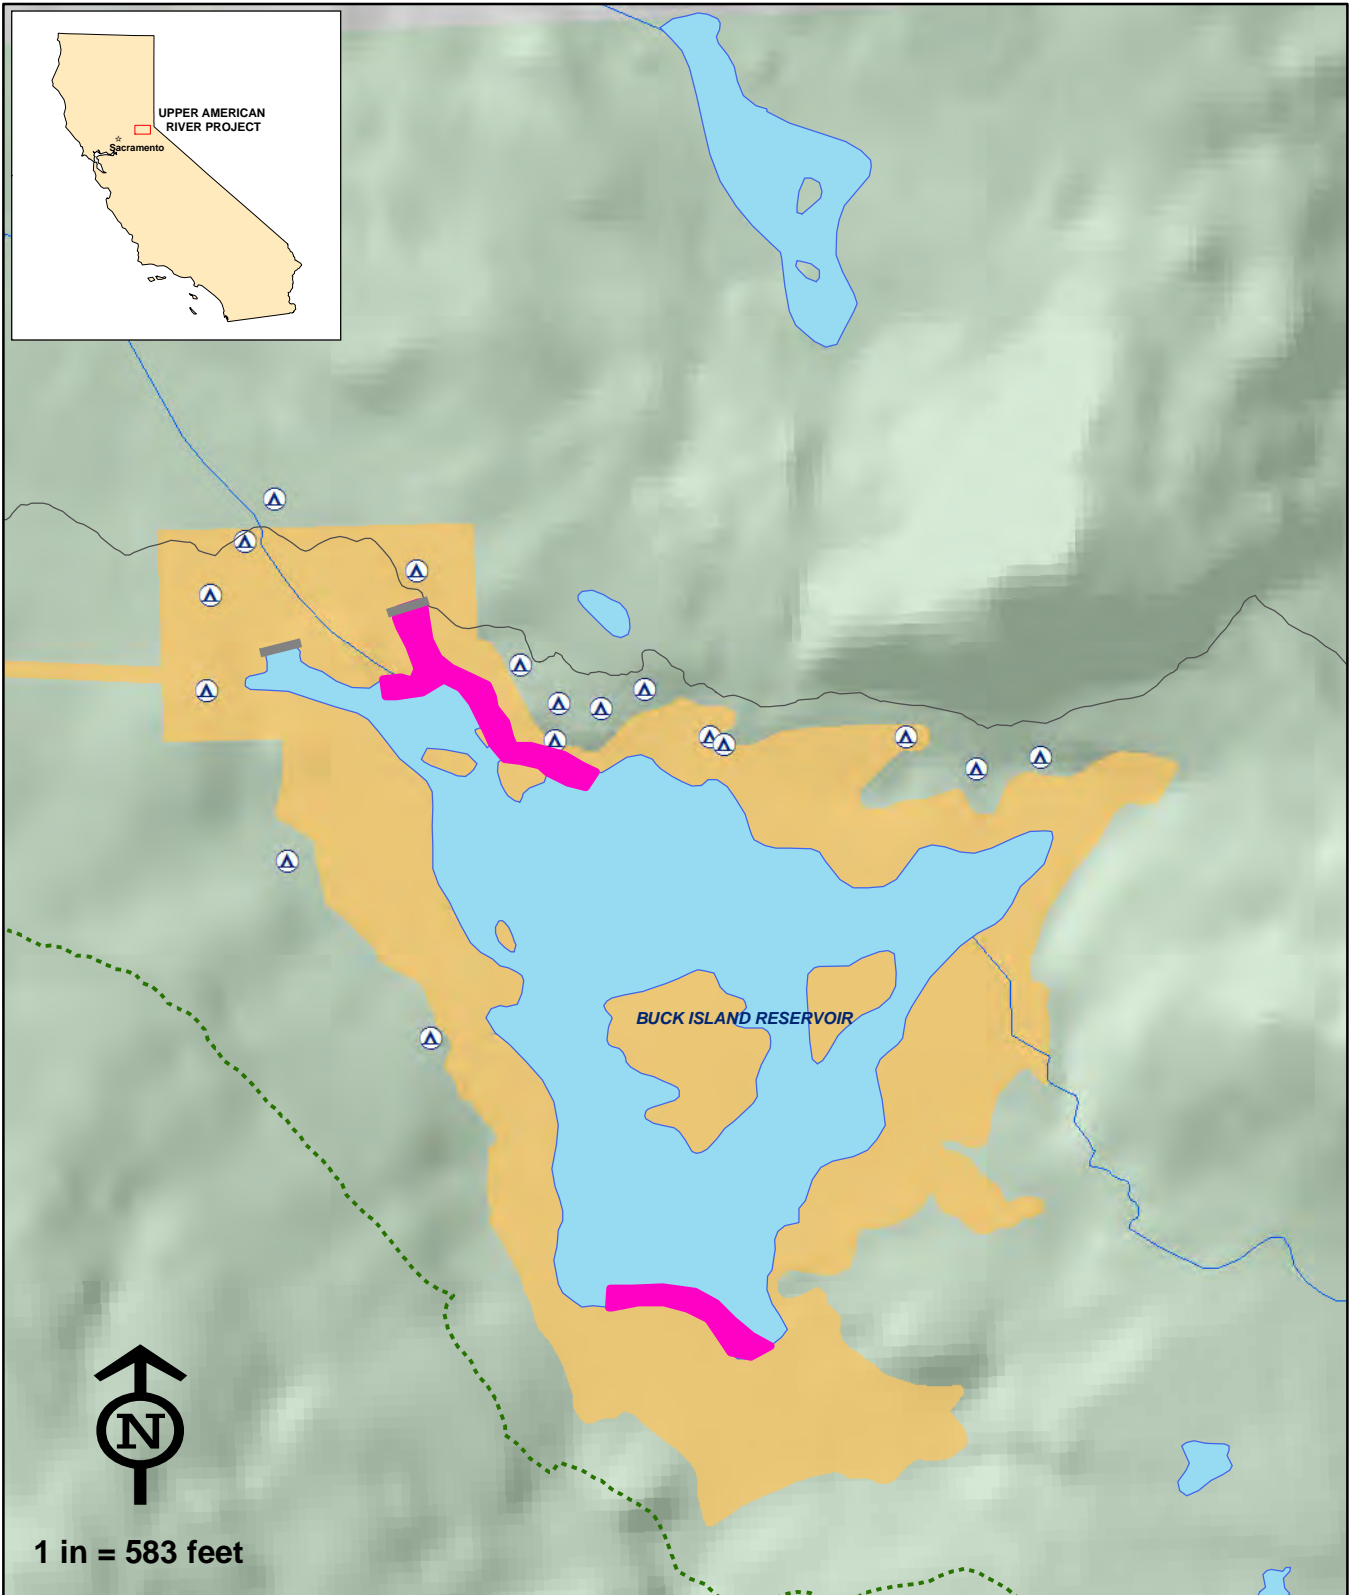 UPPER AMERICAN
RIVER PROJECT
Sacramento
BUCK ISLAND RESERVOIR
N
1 in = 583 feet